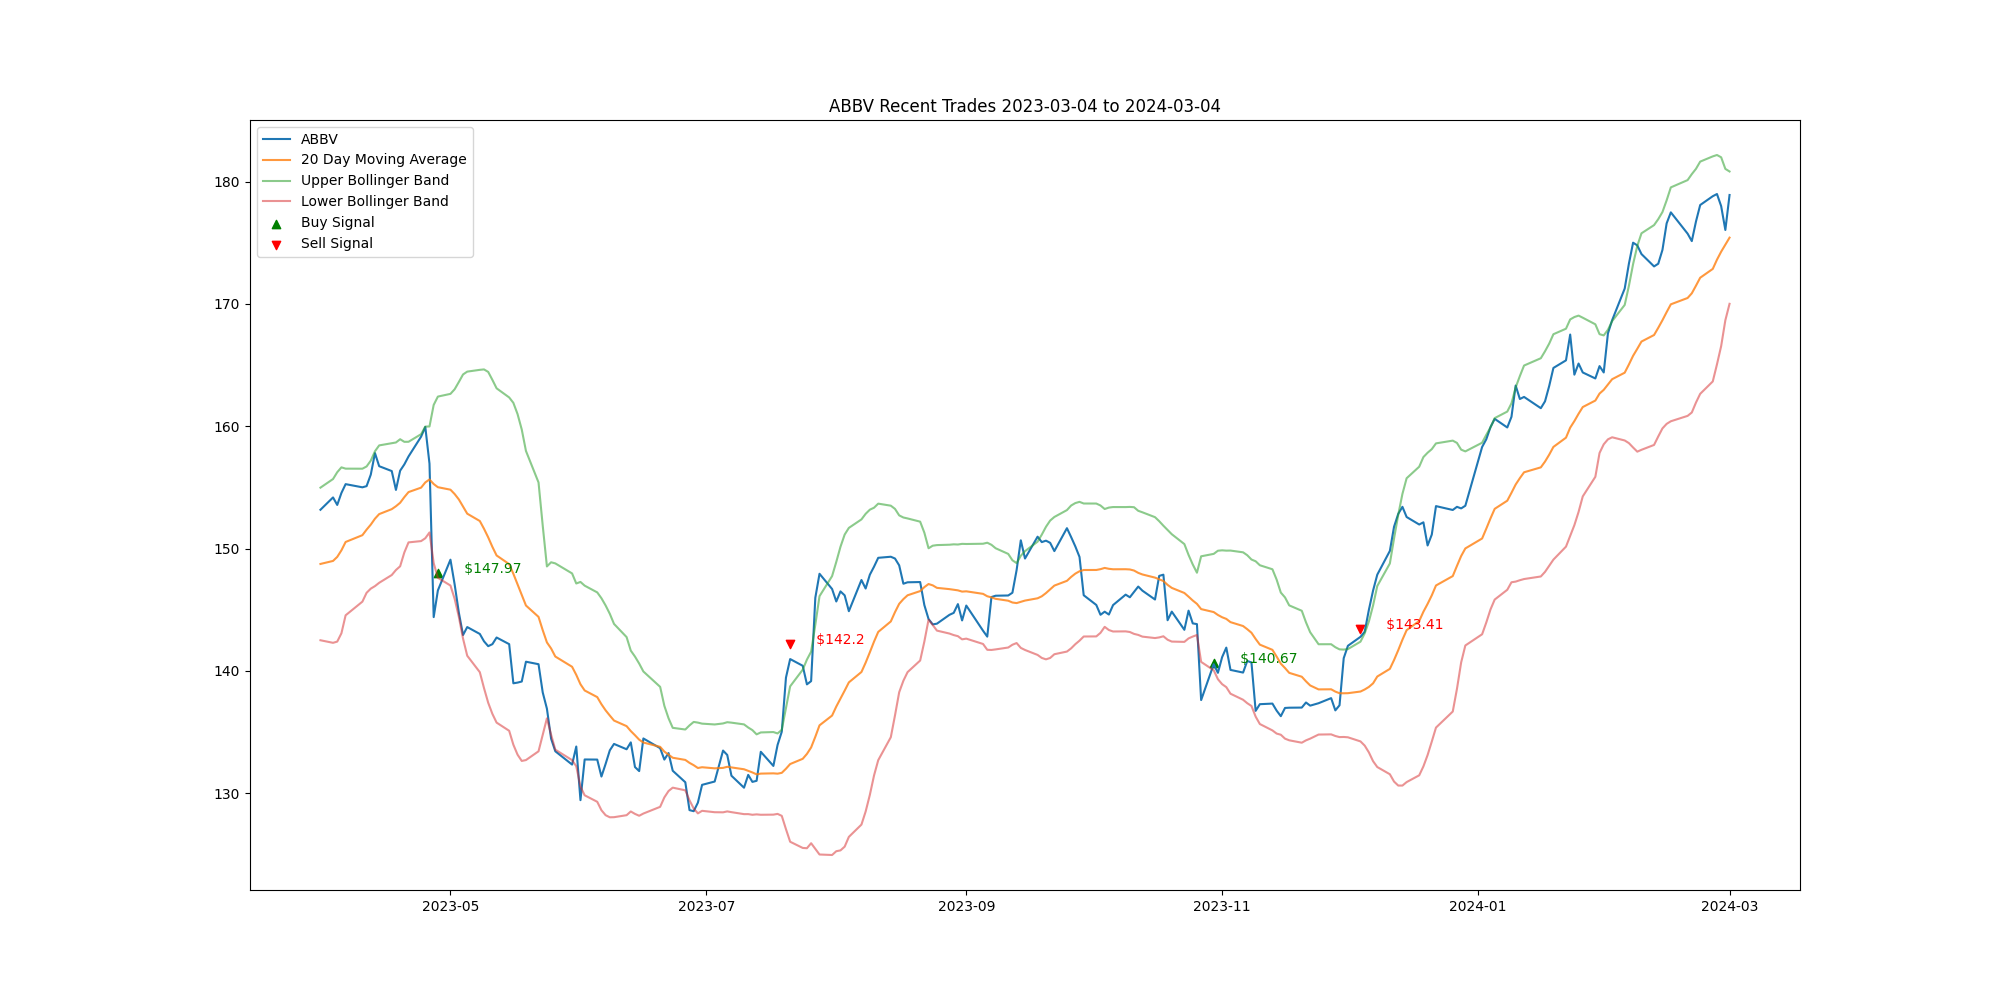 ABBV Recent Trades 2023-03-04 to 2024-03-04
ABBV
20 Day Moving Average
Upper Bollinger Band
Lower Bollinger Band
Buy Signal
Sell Signal
180
170
160
150
140
130
$147.97
$142.2
$143.41
$140.67
2023-05
2023-07
2023-09
2023-11
2024-01
2024-03